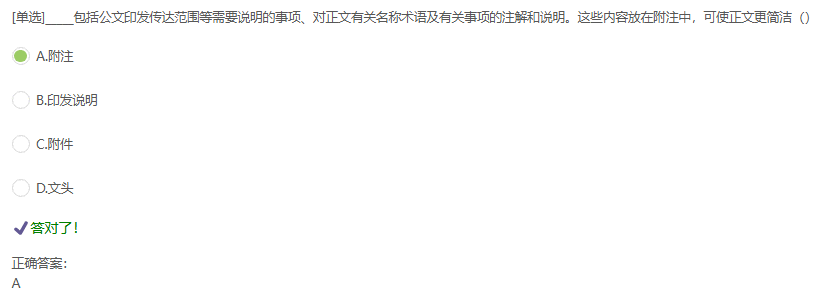 [单选]____包括公文印发传达范围等需要说明的事项、对正文有关名称术语及有关事项的注解和说明。这些内容放在附注中，可使正文更简洁（）
A.附注
B.印发说明
C.附件
D.文头
答对了！
正确答案：
A